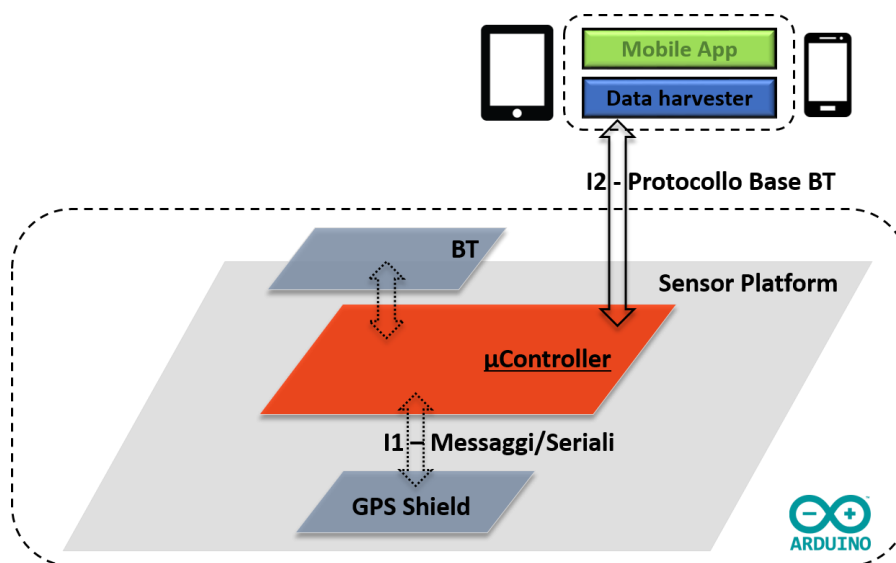 Mobile App
Data harvester
I2 - Protocollo Base BT
BT
Sensor Platform
µController
I1 – Messaggi/Seriali
GPS Shield
ARDUINO